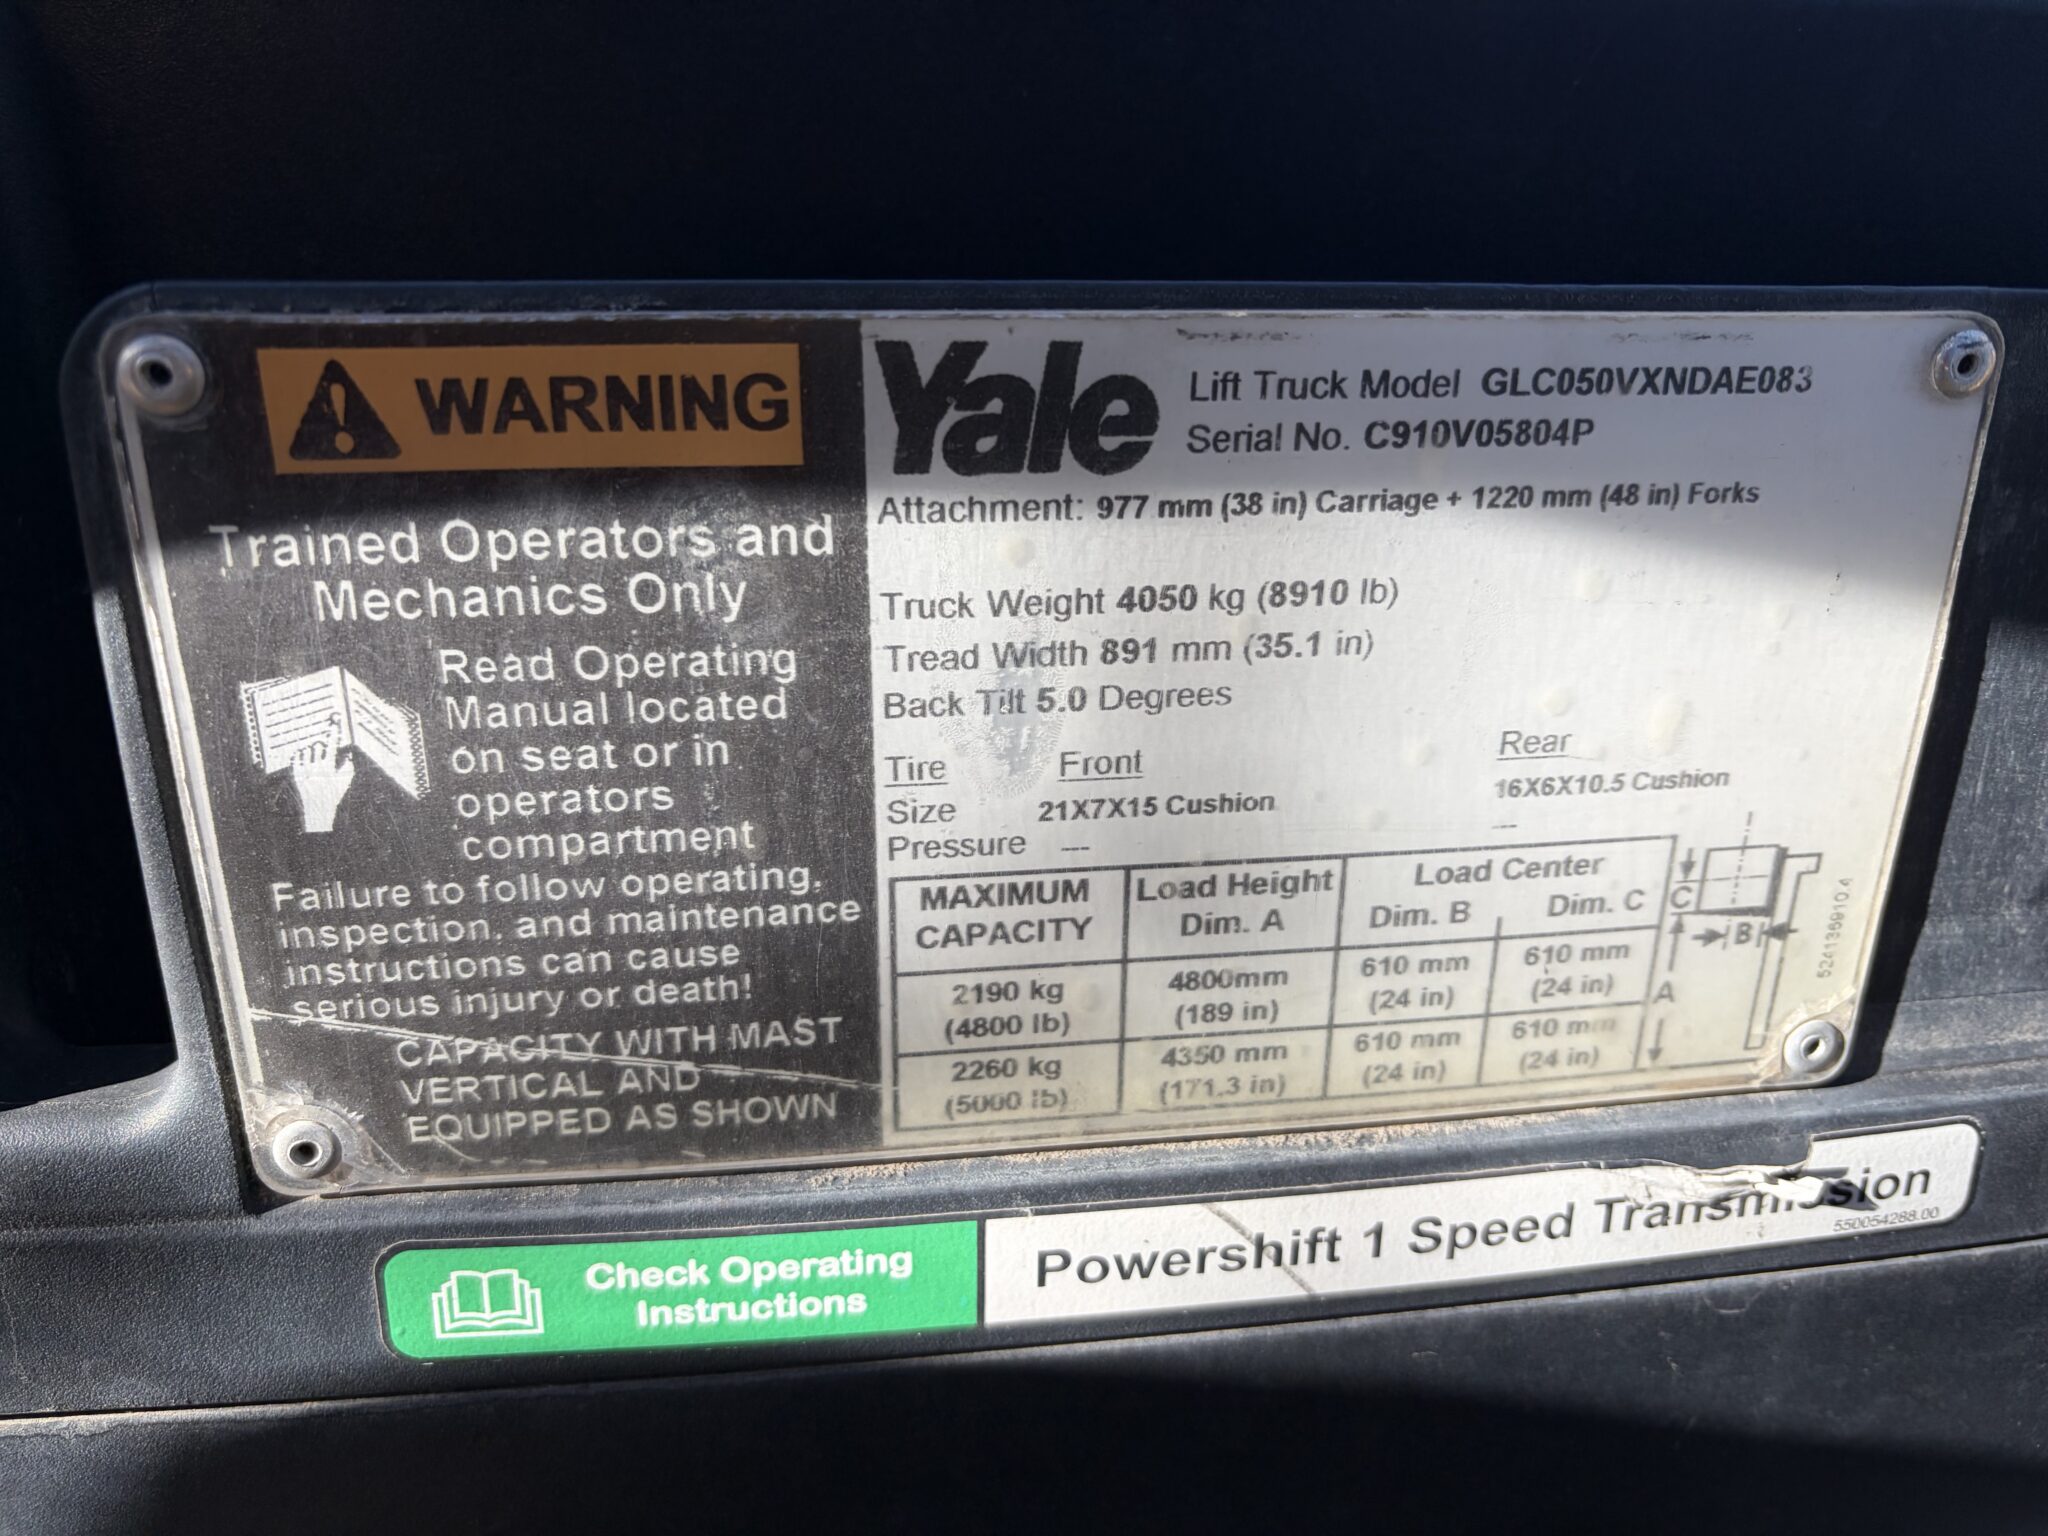 WARNING
Trained Operators and
Mechanics Only
Read Operating
Manual located
on seat or in
operators
compartment
Failure to follow operating,
inspection, and maintenance
instructions can cause
serious injury or death!
CAPACITY WITH MAST
VERTICAL AND
EQUIPPED AS SHOWN
Yale
Lift Truck Model GLC050VXNDAE083
Serial No. C910V05804P
Attachment: 977 mm (38 in) Carriage + 1220 mm (48 in) Forks
Truck Weight 4050 kg (8910 lb)
Tread Width 891 mm (35.1 in)
Back Tilt 5.0 Degrees
Tire Front Rear
Size 21X7X15 Cushion 16X6X10.5 Cushion
Pressure --- ---
MAXIMUM CAPACITY Load Height Dim. A Load Center Dim. B Dim. C
2190 kg (4800 lb) 4800mm (189 in) 610 mm (24 in) 610 mm (24 in)
2260 kg (5000 lb) 4350 mm (171.3 in) 610 mm (24 in) 610 mm (24 in)
C
B
A
524135910.4
Check Operating
Instructions
Powershift 1 Speed Transmission
550054288.00